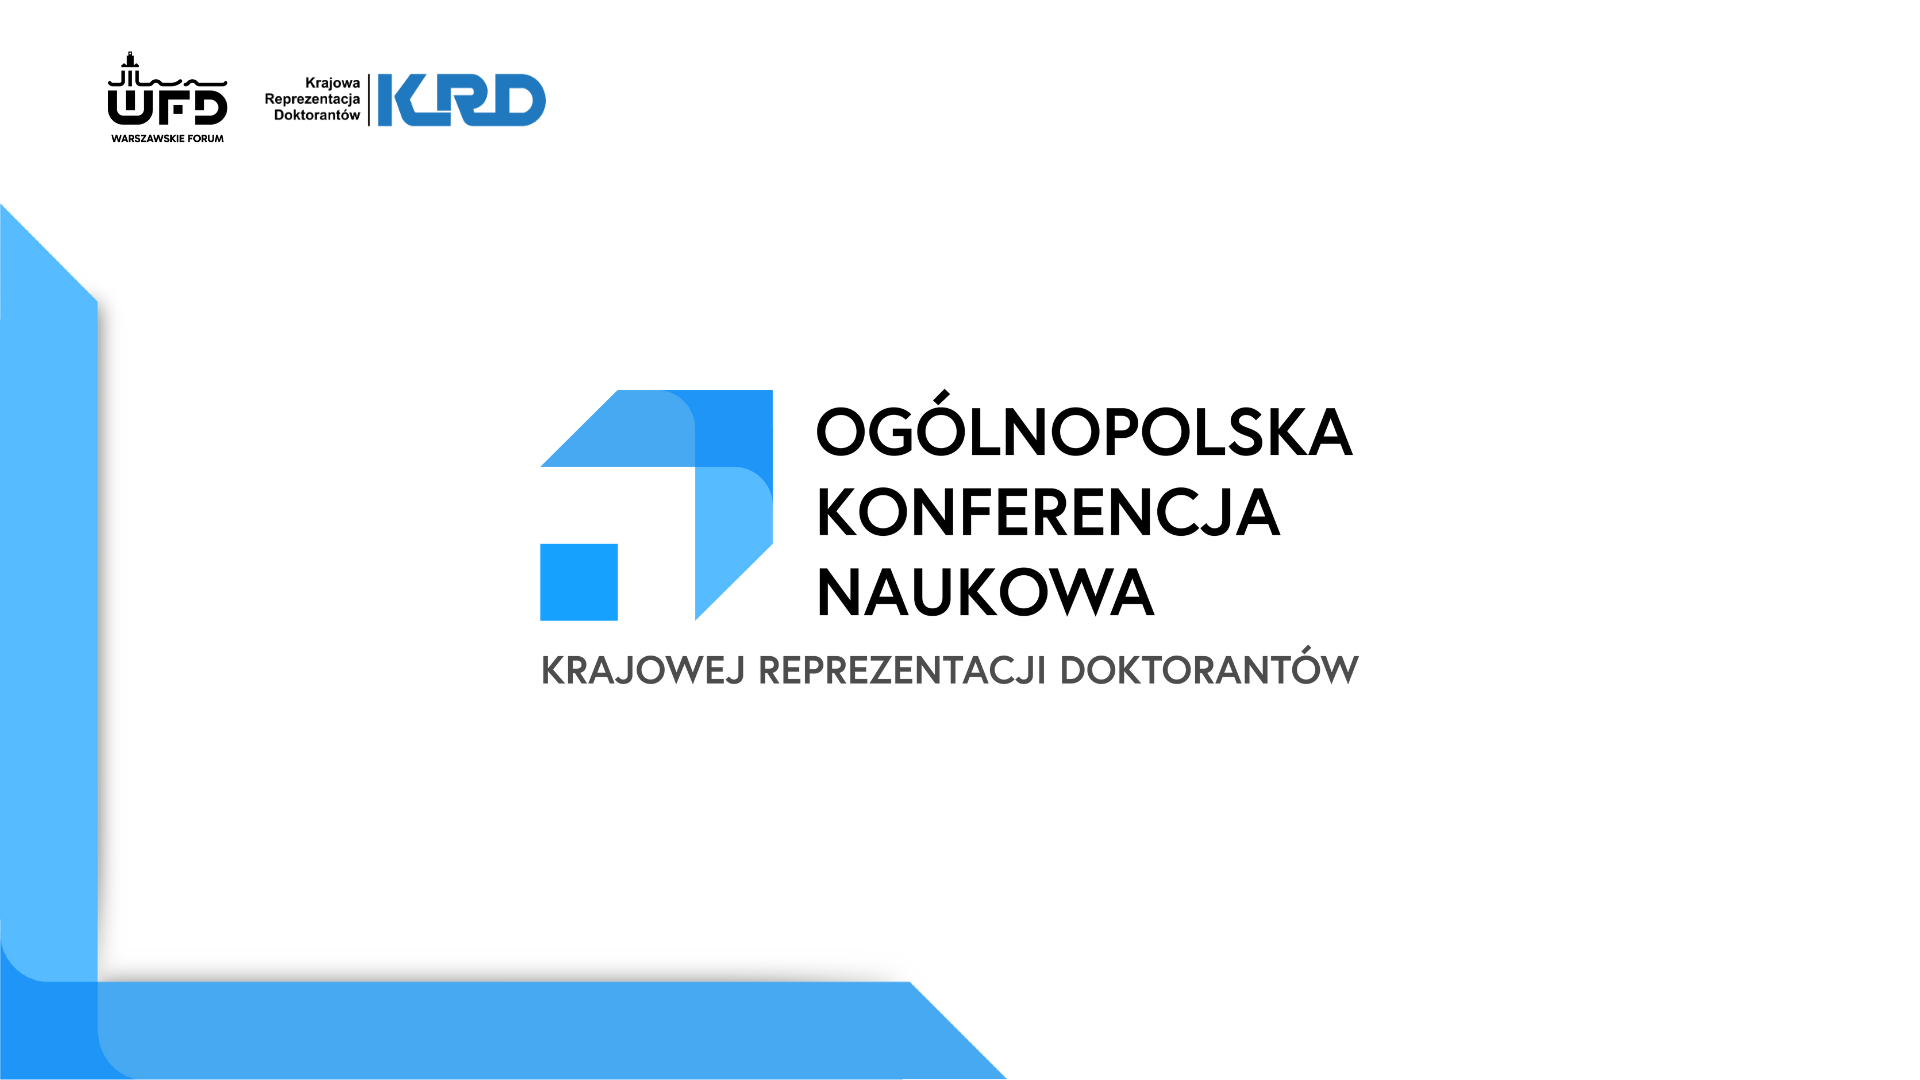 WFD
WARSZAWSKIE FORUM
Krajowa
Reprezentacja
Doktorantów
KRD
OGÓLNOPOLSKA
KONFERENCJA
NAUKOWA
KRAJOWEJ REPREZENTACJI DOKTORANTÓW